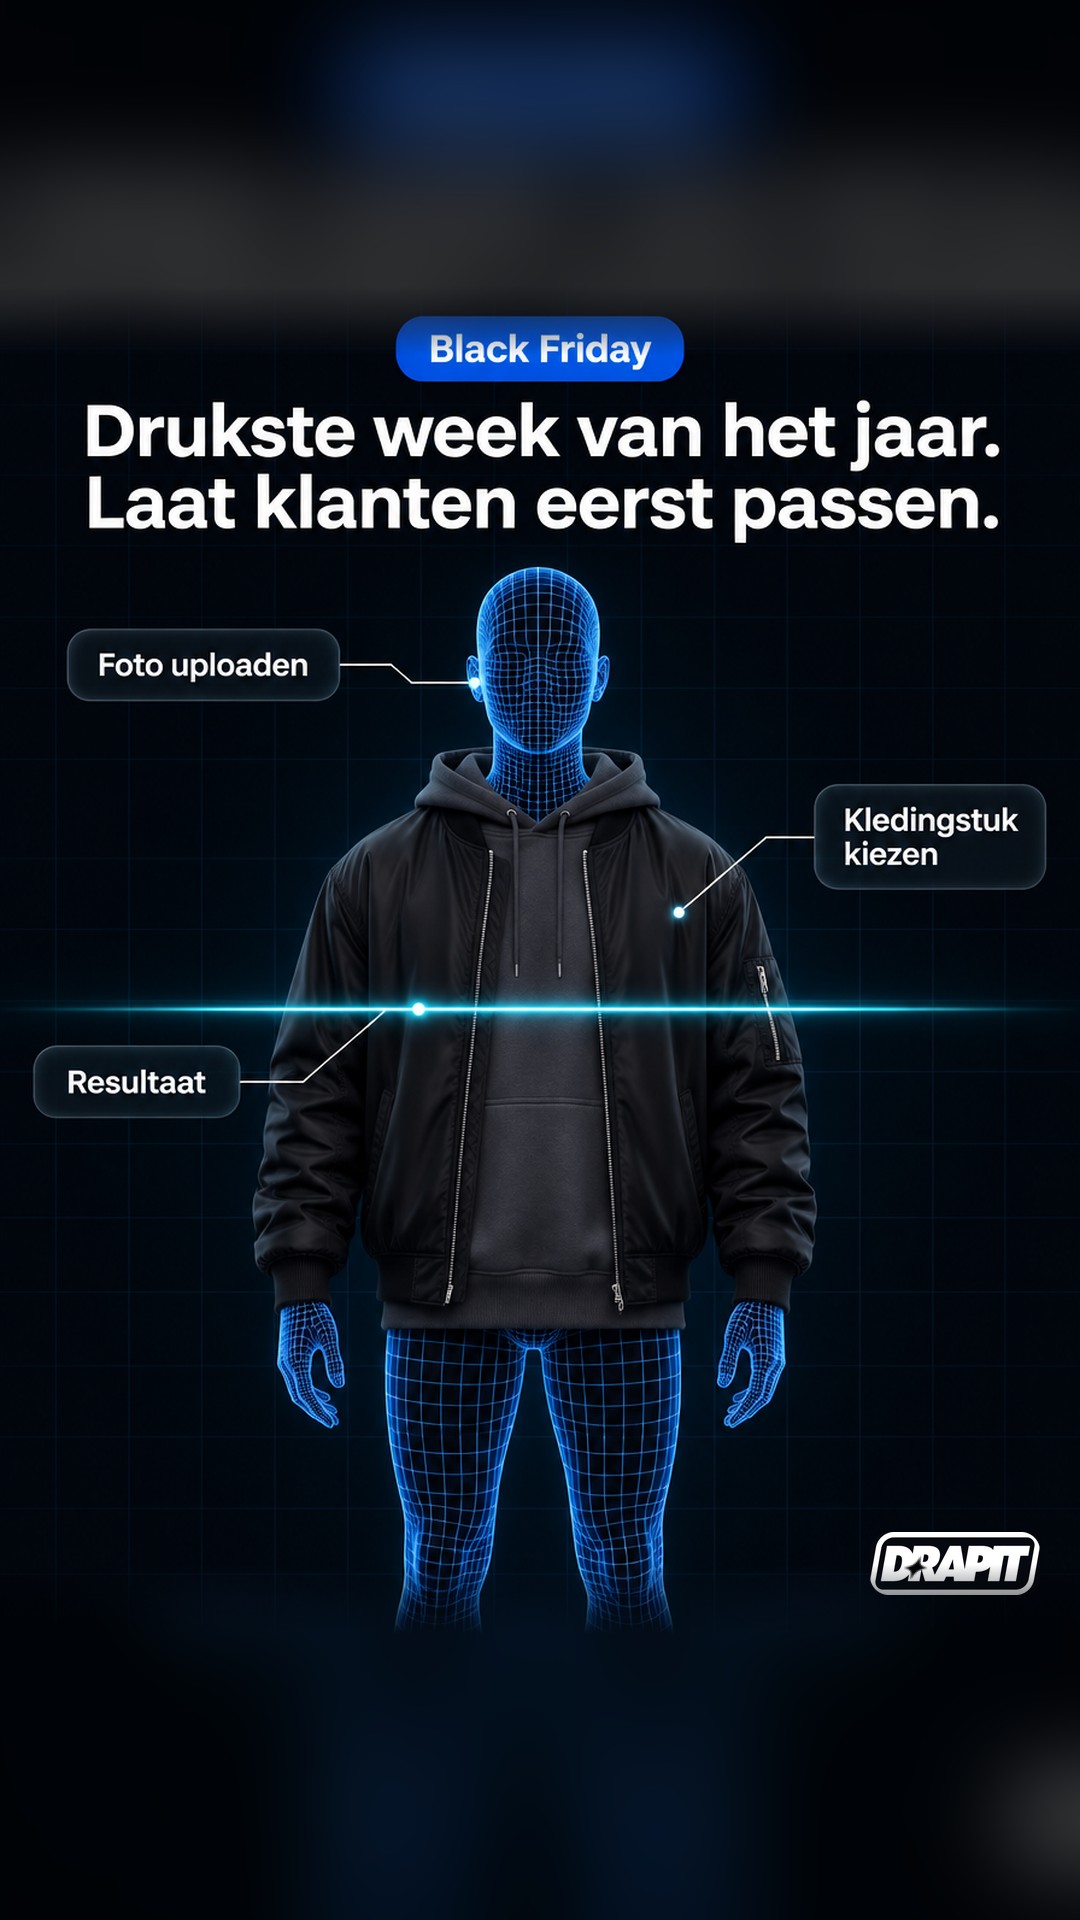 Black Friday
Drukste week van het jaar.
Laat klanten eerst passen.
Foto uploaden
Kledingstuk
kiezen
Resultaat
DRAPIT